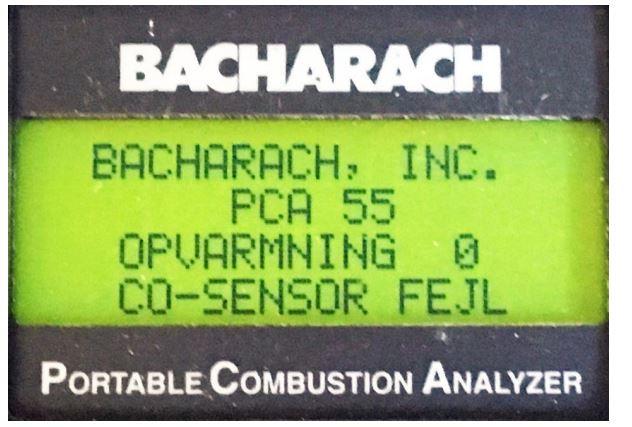 BACHARACH
BACHARACH, INC.
PCA 55
OPVARMNING 0
CO-SENSOR FEJL
PORTABLE COMBUSTION ANALYZER